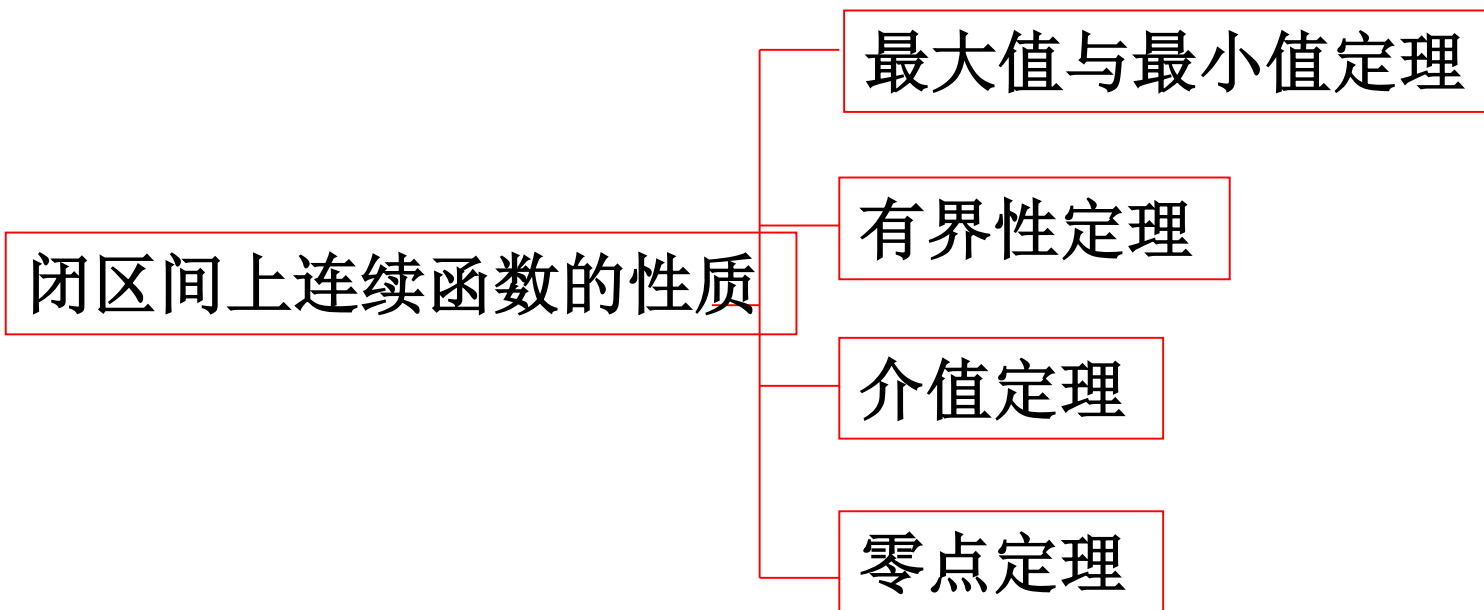 最大值与最小值定理
有界性定理
闭区间上连续函数的性质
介值定理
零点定理